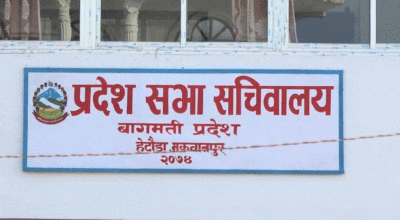 प्रदेश सभा सचिवालय
बागमती प्रदेश
हेटौंडा, मकवानपुर
२०७४